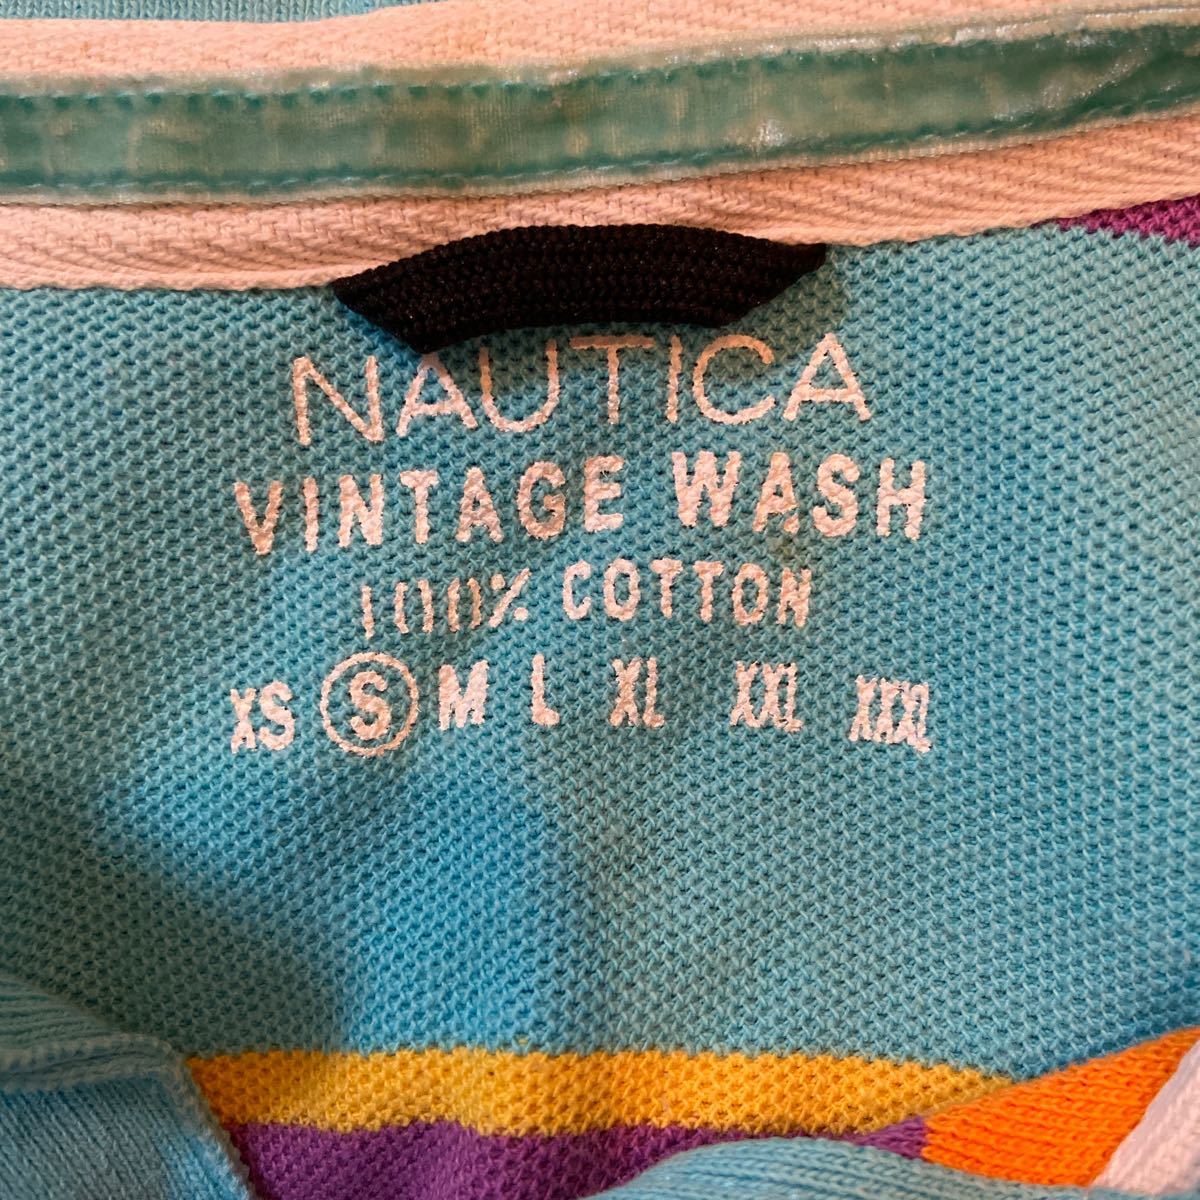 NAUTICA
VINTAGE WASH
100% COTTON
XS S M L XL XXL XXXL